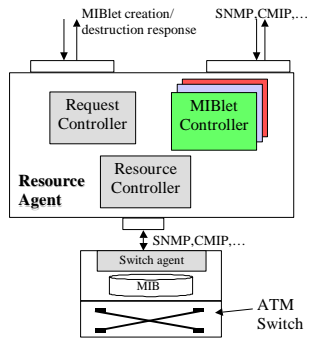 MIBlet creation/
destruction response
SNMP,CMIP,…
Request
Controller
MIBlet
Controller
Resource
Controller
Resource
Agent
SNMP,CMIP,…
Switch agent
MIB
ATM
Switch